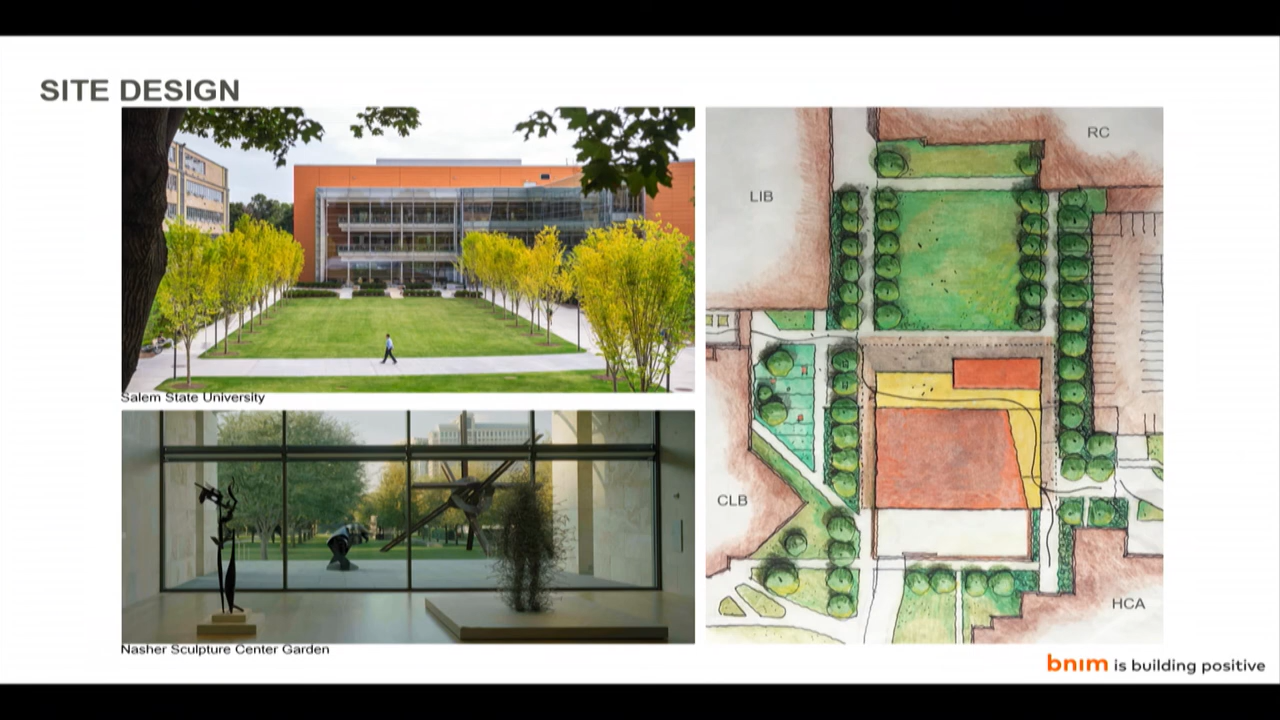 SITE DESIGN
Salem State University
Nasher Sculpture Center Garden
LIB
RC
CLB
HCA
bnim is building positive